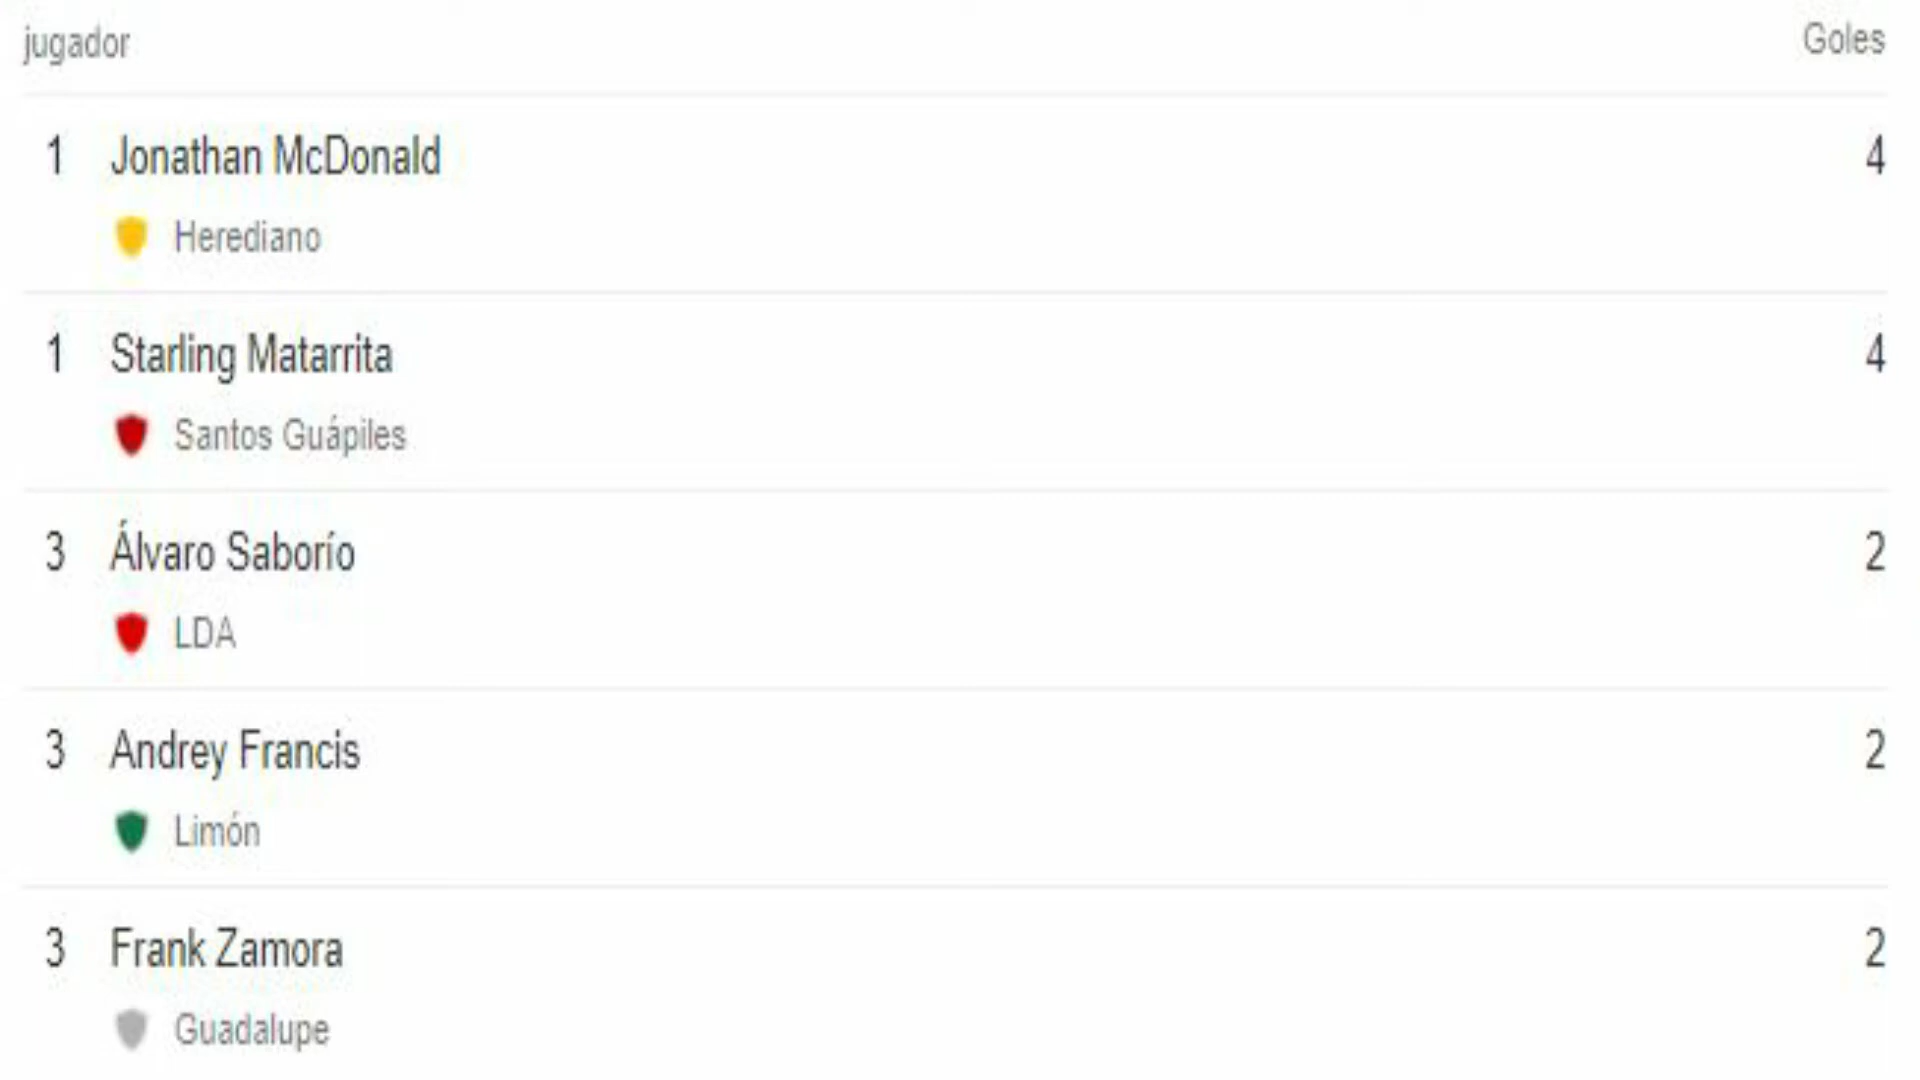 jugador Goles
1 Jonathan McDonald 4
Herediano
1 Starling Matarrita 4
Santos Guápiles
3 Álvaro Saborío 2
LDA
3 Andrey Francis 2
Limón
3 Frank Zamora 2
Guadalupe